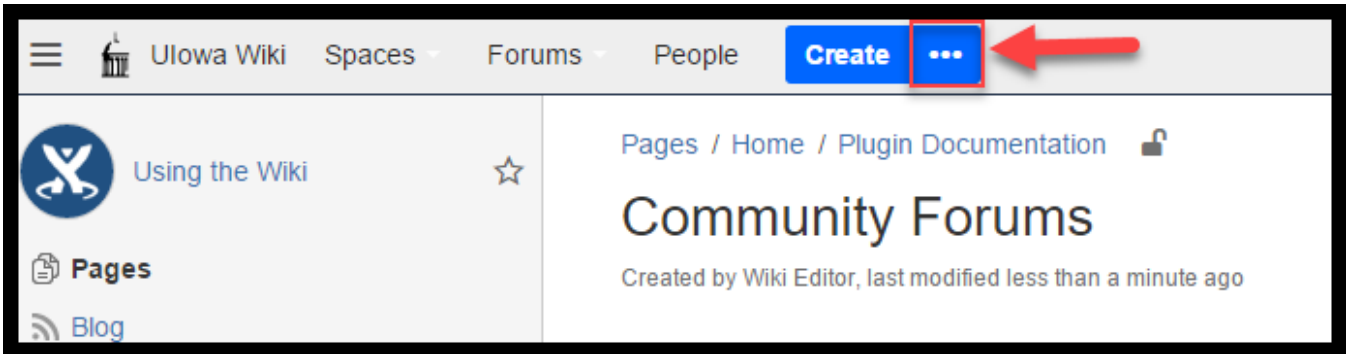 UIowa Wiki Spaces Forums People Create •••
Using the Wiki
Pages / Home / Plugin Documentation
Community Forums
Created by Wiki Editor, last modified less than a minute ago
Pages
Blog